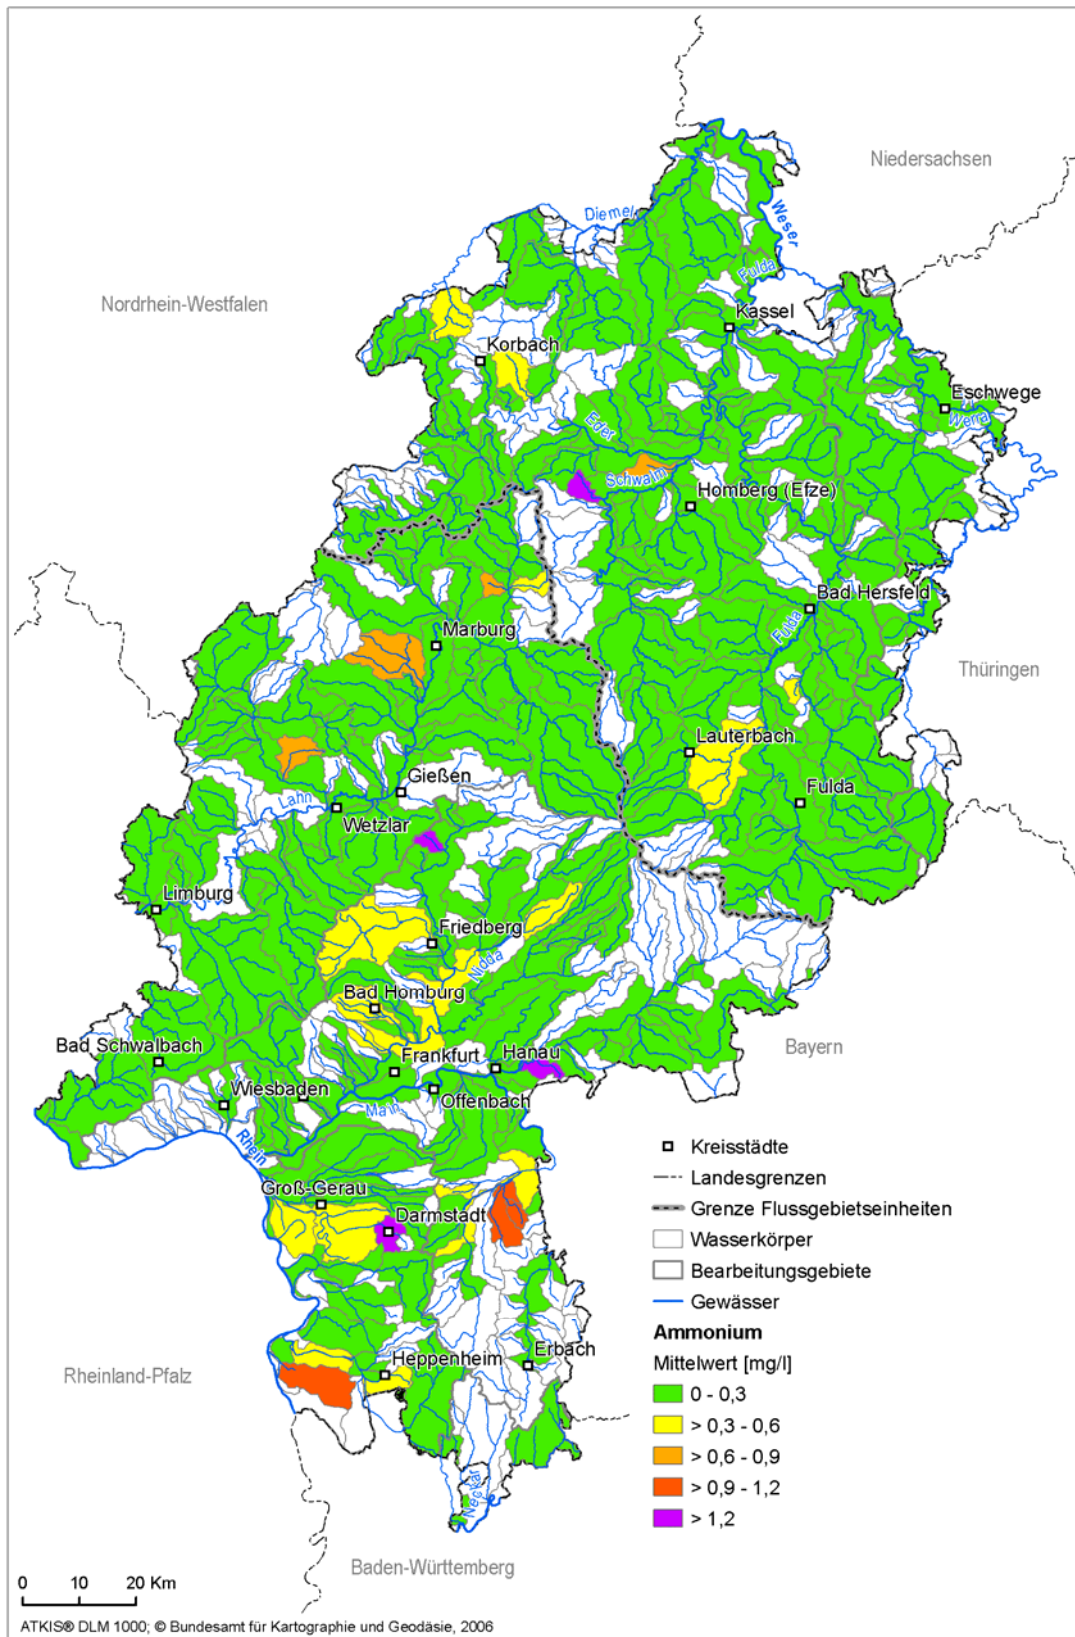 Niedersachsen
Diemel
Weser
Fulda
Nordrhein-Westfalen
Kassel
Korbach
Eschwege
Werra
Eder
Schwalm
Homberg (Efze)
Bad Hersfeld
Fulda
Marburg
Thüringen
Lauterbach
Gießen
Fulda
Lahn
Wetzlar
Limburg
Friedberg
Nidda
Bad Homburg
Bad Schwalbach
Frankfurt
Hanau
Bayern
Wiesbaden
Offenbach
Main
Rhein
Groß-Gerau
Darmstadt
Rheinland-Pfalz
Heppenheim
Erbach
Neckar
Baden-Württemberg
Kreisstädte
Landesgrenzen
Grenze Flussgebietseinheiten
Wasserkörper
Bearbeitungsgebiete
Gewässer
Ammonium
Mittelwert [mg/l]
0 - 0,3
> 0,3 - 0,6
> 0,6 - 0,9
> 0,9 - 1,2
> 1,2
0 10 20 Km
ATKIS® DLM 1000; © Bundesamt für Kartographie und Geodäsie, 2006